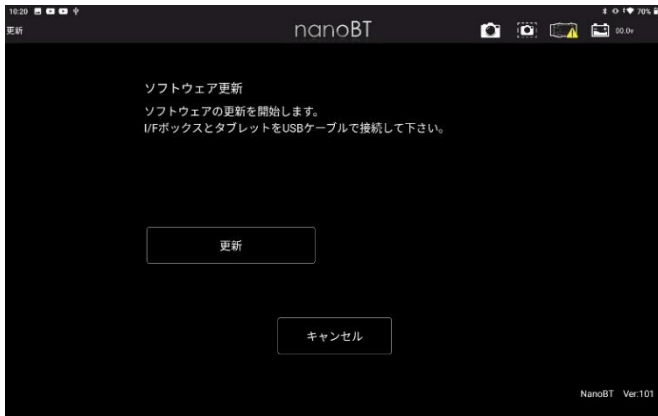 10:20 70%
更新 nanoBT 00.0v
ソフトウェア更新
ソフトウェアの更新を開始します。
I/FボックスとタブレットをUSBケーブルで接続して下さい。
更新
キャンセル
NanoBT Ver:101